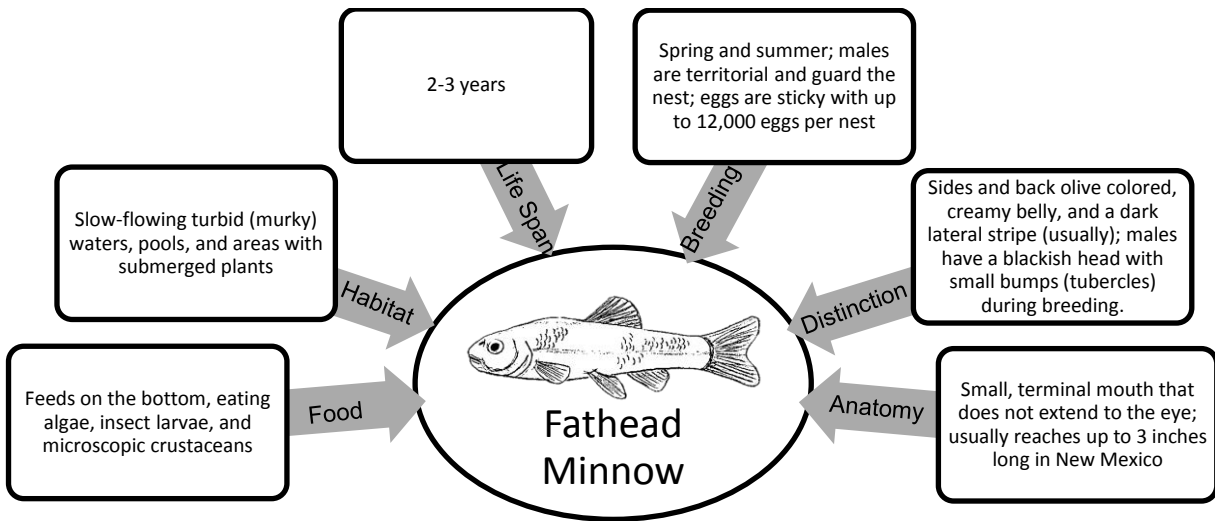 2-3 years
Life Span
Spring and summer; males
are territorial and guard the
nest; eggs are sticky with up
to 12,000 eggs per nest
Breeding
Slow-flowing turbid (murky)
waters, pools, and areas with
submerged plants
Habitat
Sides and back olive colored,
creamy belly, and a dark
lateral stripe (usually); males
have a blackish head with
small bumps (tubercles)
during breeding.
Distinction
Feeds on the bottom, eating
algae, insect larvae, and
microscopic crustaceans
Food
Small, terminal mouth that
does not extend to the eye;
usually reaches up to 3 inches
long in New Mexico
Anatomy
Fathead
Minnow